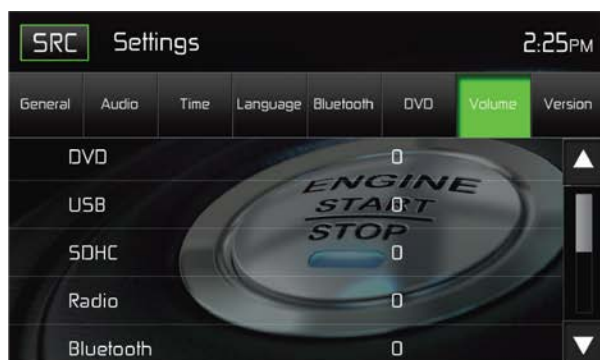 SRC Settings 2:25PM
General Audio Time Language Bluetooth DVD Volume Version
DVD 0
USB 0
SDHC 0
Radio 0
Bluetooth 0
ENGINE
START
STOP